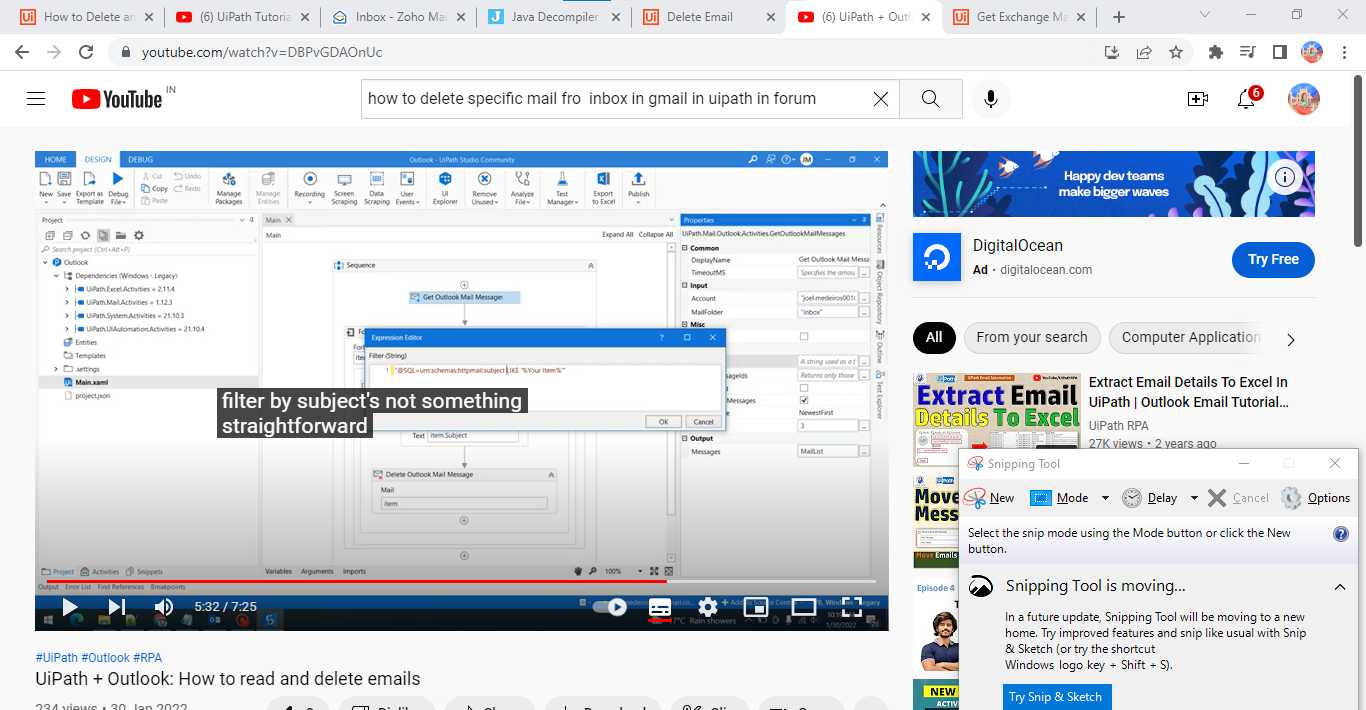 How to Delete an
(6) UiPath Tutoria
Inbox - Zoho Mai
Java Decompiler
Delete Email
(6) UiPath + Outl
Get Exchange Ma
youtube.com/watch?v=DBPvGDAOnUc
YouTube IN
how to delete specific mail fro inbox in gmail in uipath in forum
6
HOME DESIGN DEBUG
Outlook - UiPath Studio Community
JM
New Save Export as Template Debug File
Cut Copy Paste Undo Redo
Manage Packages Manage Entities Recording Screen Scraping Data Scraping User Events UI Explorer Remove Unused Analyze File Test Manager Export to Excel Publish
Project
Search project (Ctrl+Alt+P)
Outlook
Dependencies (Windows - Legacy)
UiPath.Excel.Activities = 2.11.4
UiPath.Mail.Activities = 1.12.3
UiPath.System.Activities = 21.10.3
UiPath.UIAutomation.Activities = 21.10.4
Entities
Templates
.settings
Main.xaml
project.json
Main
Main
Expand All Collapse All
Sequence
Get Outlook Mail Message:
Expression Editor
Filter (String)
1 "@SQL=urn:schemas:httpmail:subject LIKE '%Your Item%'"
OK Cancel
filter by subject's not something
straightforward
Text item.Subject
Delete Outlook Mail Message
Mail
item
Variables Arguments Imports
100%
Properties
UiPath.Mail.Outlook.Activities.GetOutlookMailMessages
Common
DisplayName Get Outlook Mail Messa
TimeoutMS Specifies the amou
Input
Account "joel.medeiros001(
MailFolder "Inbox"
Misc
A string used as a f
Returns only those
Messages
NewestFirst
3
Output
Messages MailList
Resources
Object Repository
Outline
Test Explorer
Project Activities Snippets
Output Error List Find References Breakpoints
5:32 / 7:25
Rain showers
1/30/2022
#UiPath #Outlook #RPA
UiPath + Outlook: How to read and delete emails
234 views • 30 Jan 2022
Happy dev teams
make bigger waves
DigitalOcean
Ad · digitalocean.com
Try Free
All
From your search
Computer Application
Extract Email
Details To Excel
Extract Email Details To Excel In
UiPath | Outlook Email Tutorial…
UiPath RPA
27K views • 2 years ago
Move
Mess
Move Emails
Episode 4
NEW
ACTIV
Snipping Tool
New Mode Delay Cancel Options
Select the snip mode using the Mode button or click the New
button.
Snipping Tool is moving...
In a future update, Snipping Tool will be moving to a new
home. Try improved features and snip like usual with Snip
& Sketch (or try the shortcut
Windows logo key + Shift + S).
Try Snip & Sketch